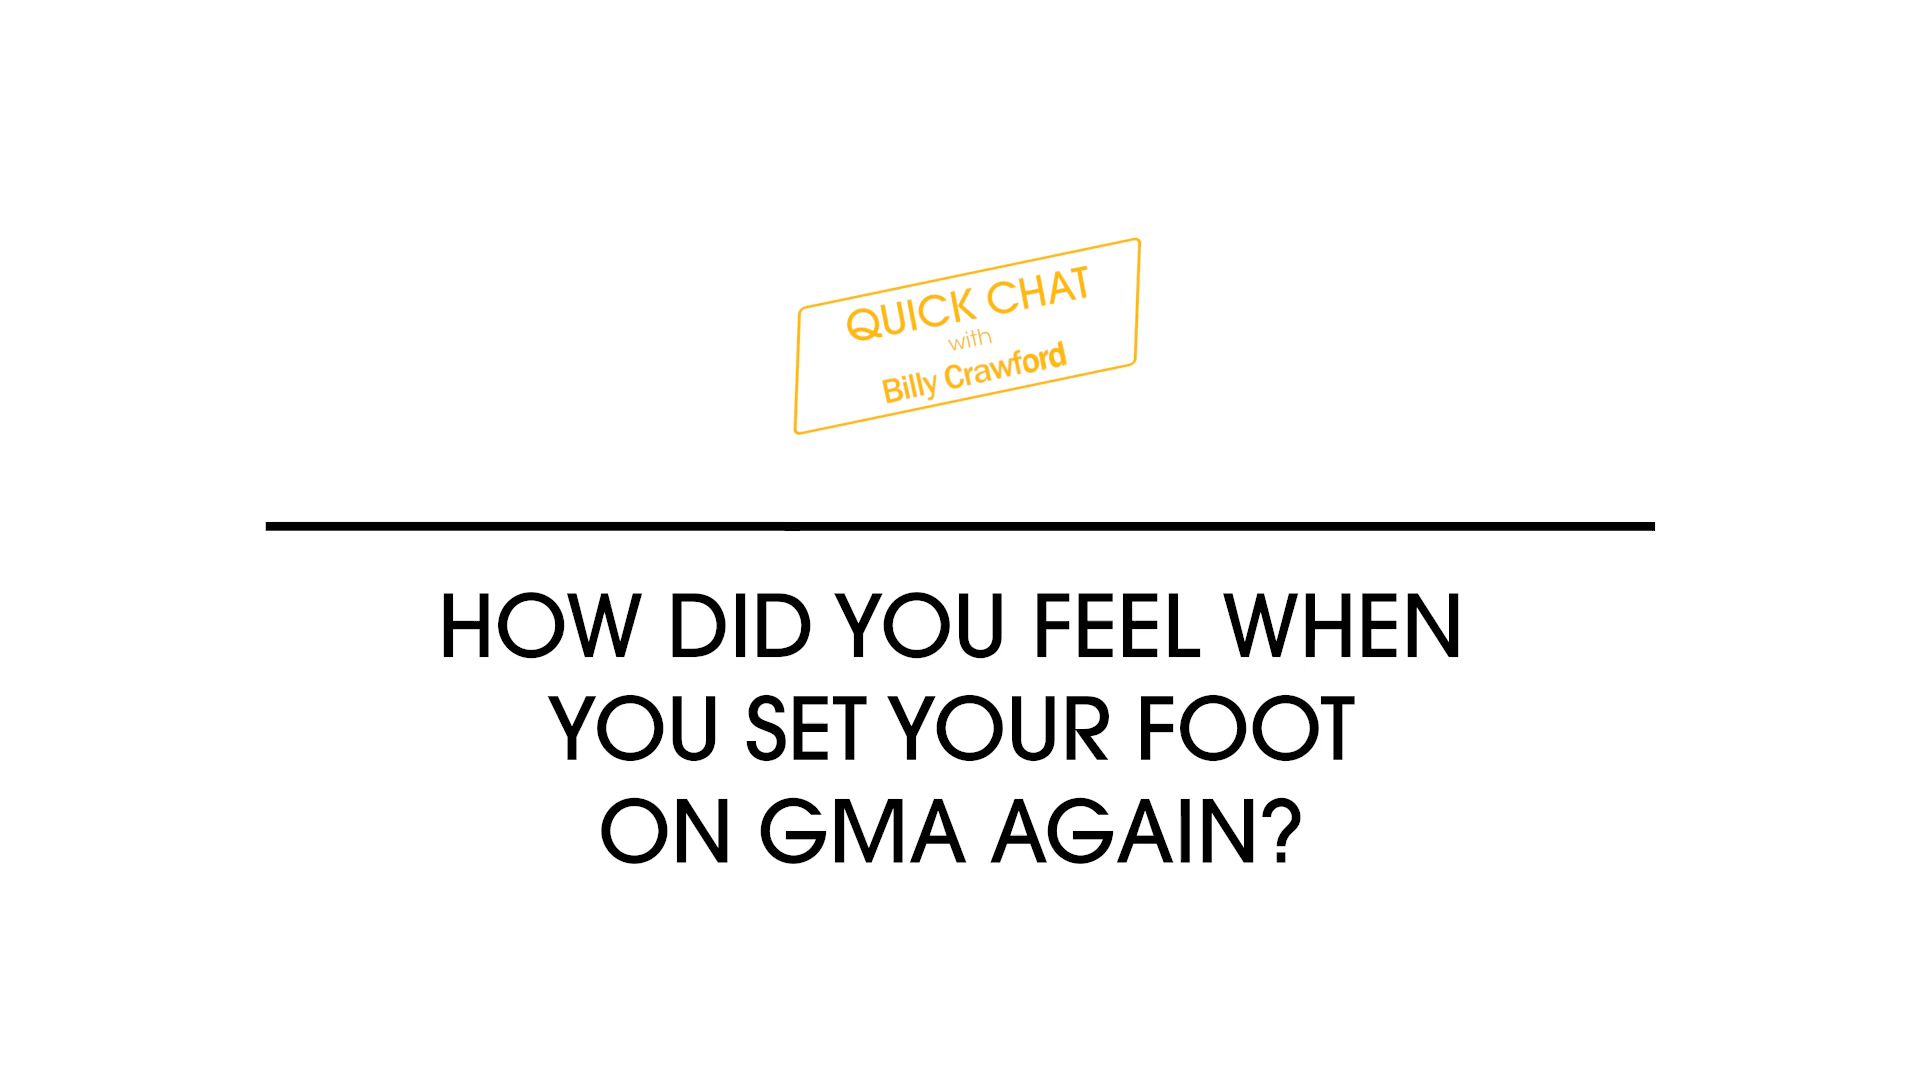 QUICK CHAT
with
Billy Crawford
HOW DID YOU FEEL WHEN
YOU SET YOUR FOOT
ON GMA AGAIN?